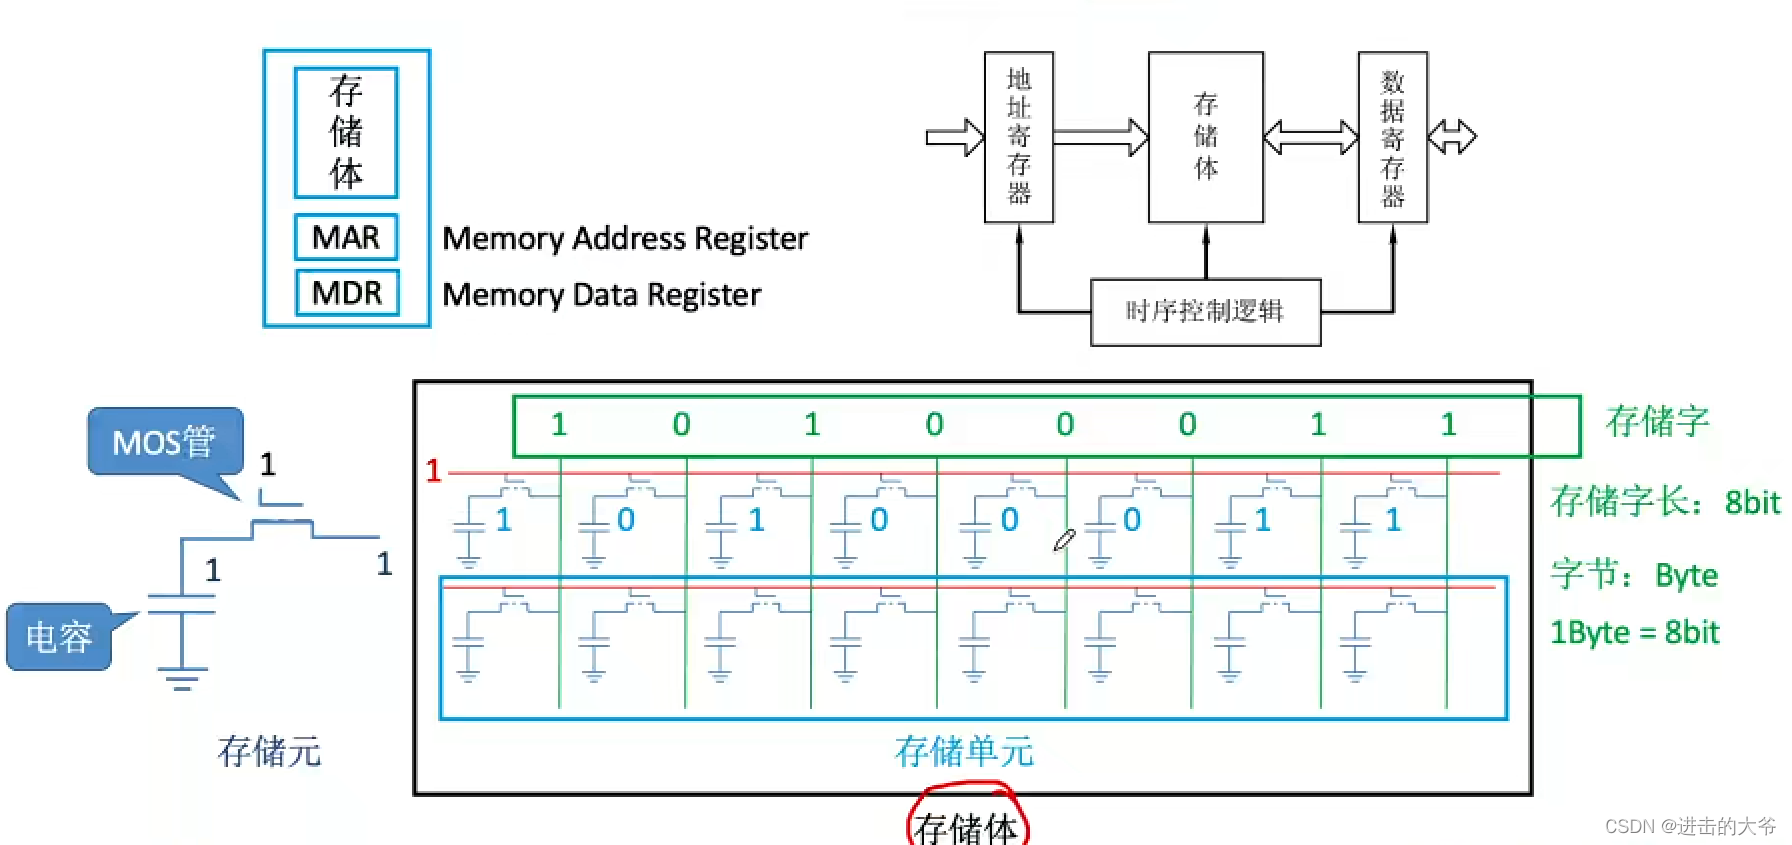 存
储
体
MAR
Memory Address Register
MDR
Memory Data Register
地址寄存器
存储体
数据寄存器
时序控制逻辑
MOS管
1
1
1
电容
存储元
1 0 1 0 0 0 1 1
存储字
1
1 0 1 0 0 0 1 1
存储字长：8bit
字节：Byte
1Byte = 8bit
存储单元
存储体
CSDN @进击的大爷